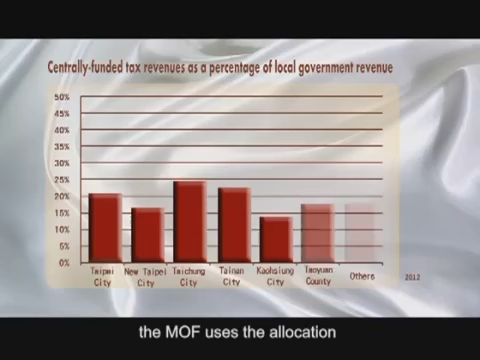 Centrally-funded tax revenues as a percentage of local government revenue
50%
45%
40%
35%
30%
25%
20%
15%
10%
5%
0%
Taipei City
New Taipei City
Taichung City
Tainan City
Kaohsiung City
Taoyuan County
Others
2012
the MOF uses the allocation